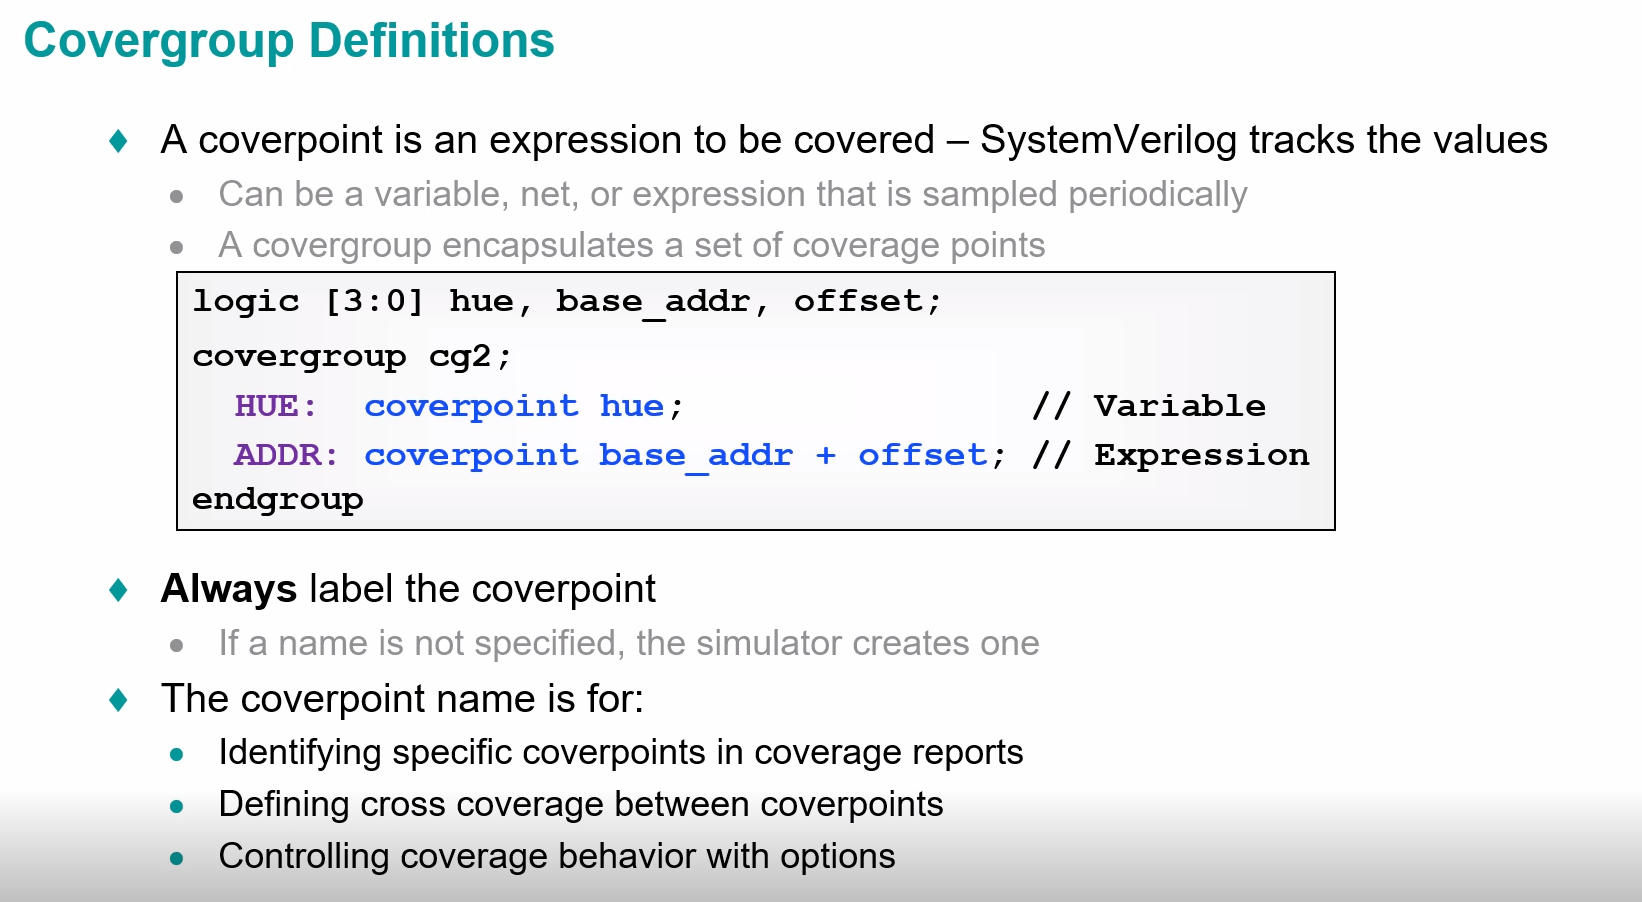 Covergroup Definitions
A coverpoint is an expression to be covered – SystemVerilog tracks the values
Can be a variable, net, or expression that is sampled periodically
A covergroup encapsulates a set of coverage points
logic [3:0] hue, base_addr, offset;
covergroup cg2;
HUE: coverpoint hue; // Variable
ADDR: coverpoint base_addr + offset; // Expression
endgroup
Always label the coverpoint
If a name is not specified, the simulator creates one
The coverpoint name is for:
Identifying specific coverpoints in coverage reports
Defining cross coverage between coverpoints
Controlling coverage behavior with options